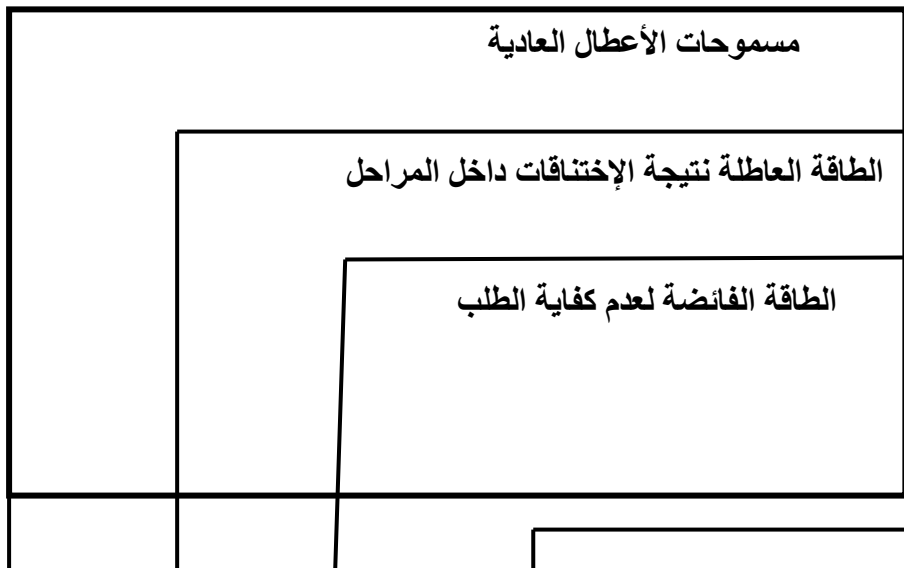 مسموحات الأعطال العادية
الطاقة العاطلة نتيجة الإختناقات داخل المراحل
الطاقة الفائضة لعدم كفاية الطلب